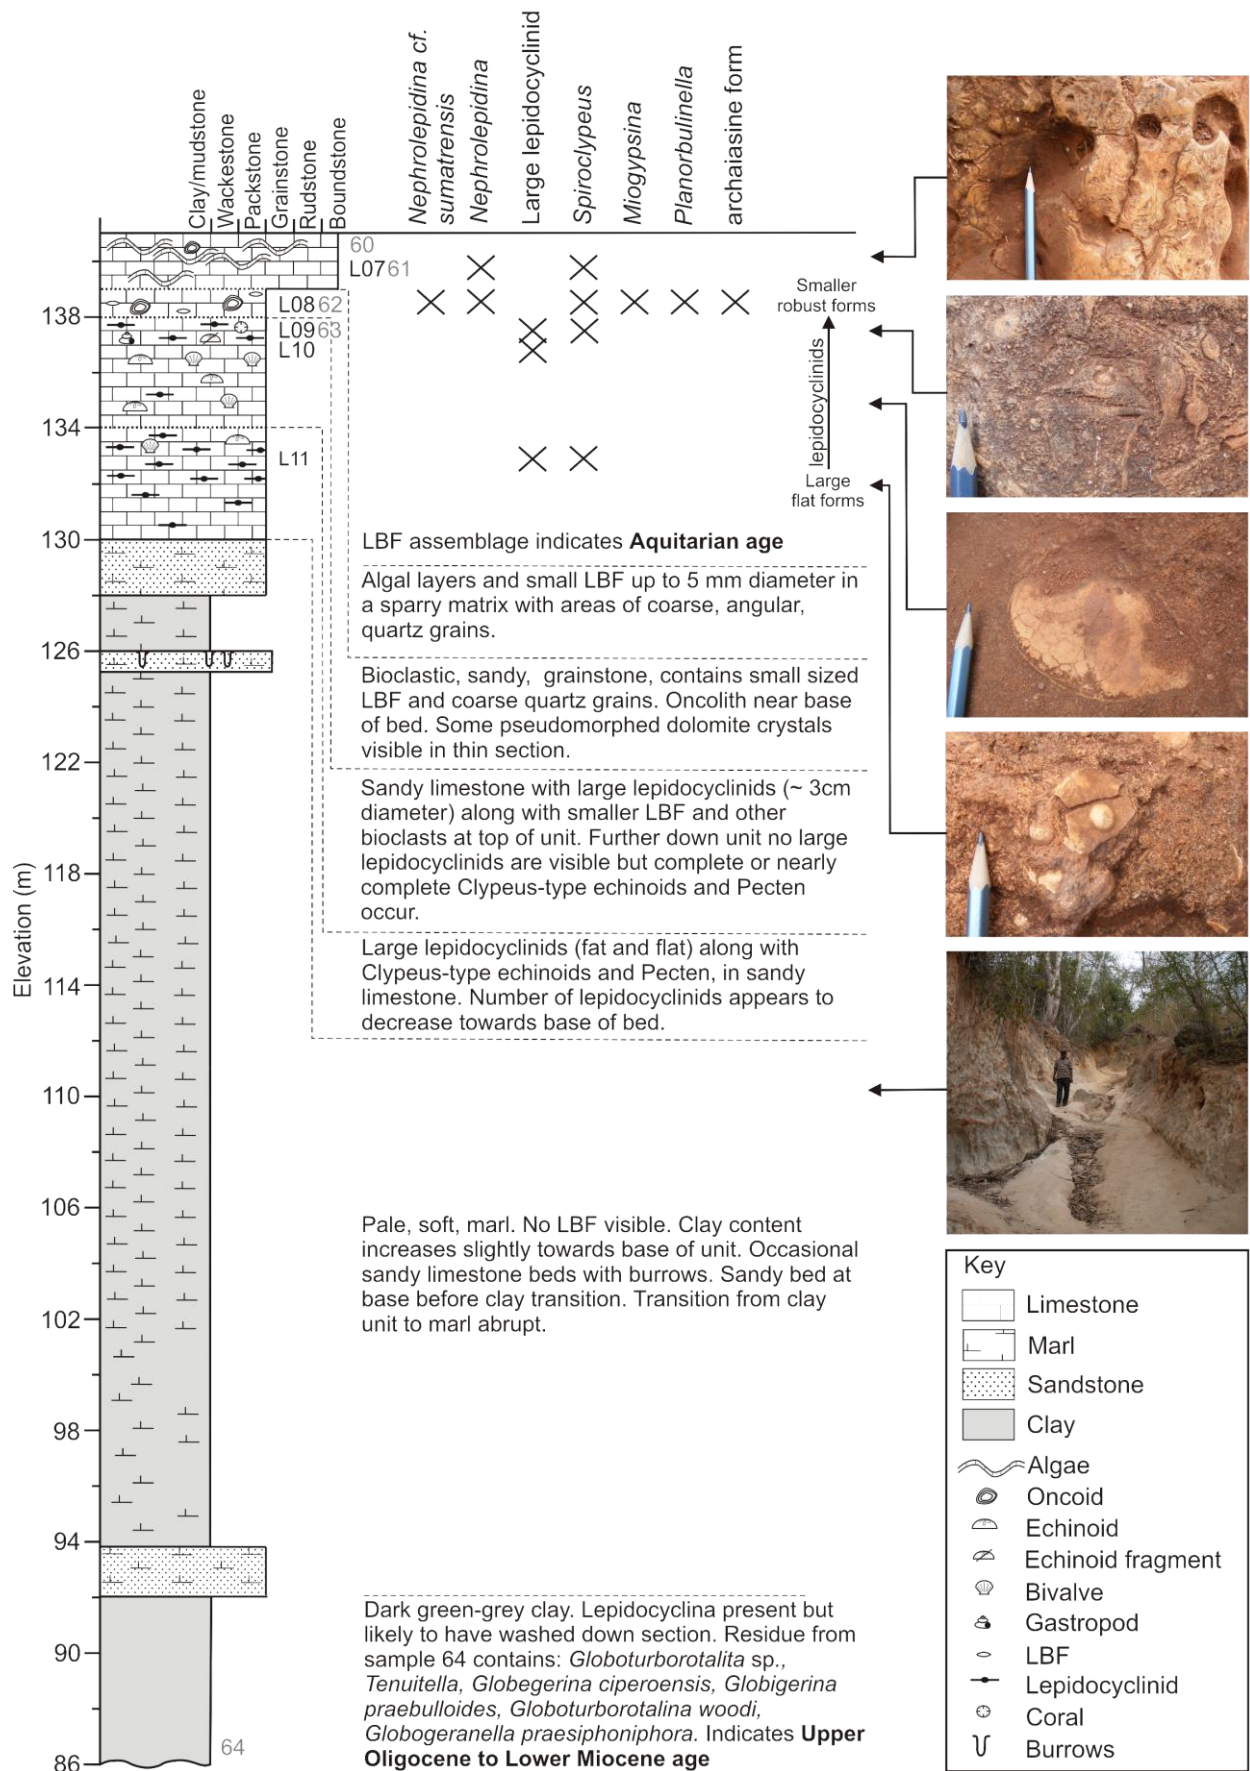 Clay/mudstone
Wackestone
Packstone
Grainstone
Rudstone
Boundstone
Nephrolepidina cf.
sumatrensis
Nephrolepidina
Large lepidocyclinid
Spiroclypeus
Miogypsina
Planorbulinella
archaiasine form
60
L07 61
L08 62
L09 63
L10
L11
Smaller
robust forms
lepidocyclinids
Large
flat forms
Elevation (m)
138
134
130
126
122
118
114
110
106
102
98
94
90
86
64
LBF assemblage indicates Aquitarian age
Algal layers and small LBF up to 5 mm diameter in
a sparry matrix with areas of coarse, angular,
quartz grains.
Bioclastic, sandy, grainstone, contains small sized
LBF and coarse quartz grains. Oncolith near base
of bed. Some pseudomorphed dolomite crystals
visible in thin section.
Sandy limestone with large lepidocyclinids (~ 3cm
diameter) along with smaller LBF and other
bioclasts at top of unit. Further down unit no large
lepidocyclinids are visible but complete or nearly
complete Clypeus-type echinoids and Pecten
occur.
Large lepidocyclinids (fat and flat) along with
Clypeus-type echinoids and Pecten, in sandy
limestone. Number of lepidocyclinids appears to
decrease towards base of bed.
Pale, soft, marl. No LBF visible. Clay content
increases slightly towards base of unit. Occasional
sandy limestone beds with burrows. Sandy bed at
base before clay transition. Transition from clay
unit to marl abrupt.
Dark green-grey clay. Lepidocyclina present but
likely to have washed down section. Residue from
sample 64 contains: Globoturborotalita sp.,
Tenuitella, Globegerina ciperoensis, Globigerina
praebulloides, Globoturborotalina woodi,
Globogeranella praesiphoniphora. Indicates Upper
Oligocene to Lower Miocene age
Key
Limestone
Marl
Sandstone
Clay
Algae
Oncoid
Echinoid
Echinoid fragment
Bivalve
Gastropod
LBF
Lepidocyclinid
Coral
Burrows